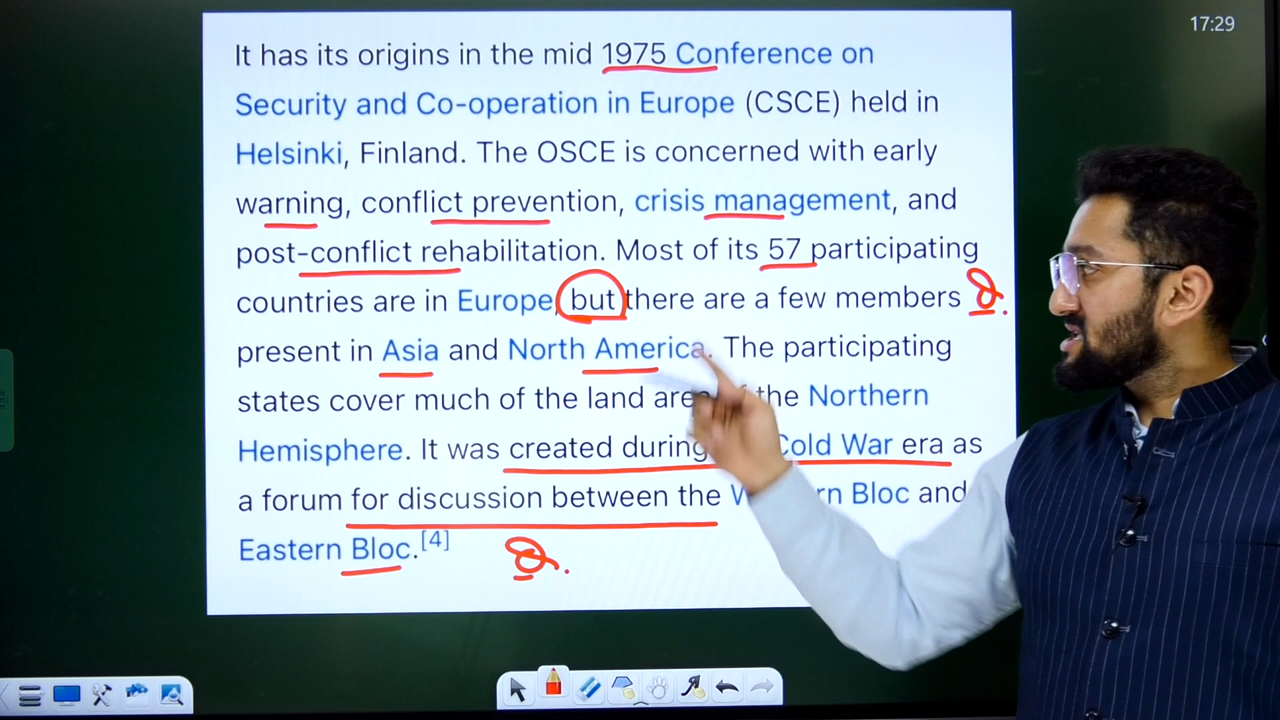 17:29
It has its origins in the mid 1975 Conference on
Security and Co-operation in Europe (CSCE) held in
Helsinki, Finland. The OSCE is concerned with early
warning, conflict prevention, crisis management, and
post-conflict rehabilitation. Most of its 57 participating
countries are in Europe, but there are a few members
present in Asia and North America. The participating
states cover much of the land area of the Northern
Hemisphere. It was created during Cold War era as
a forum for discussion between the Bloc and
Eastern Bloc.[4]